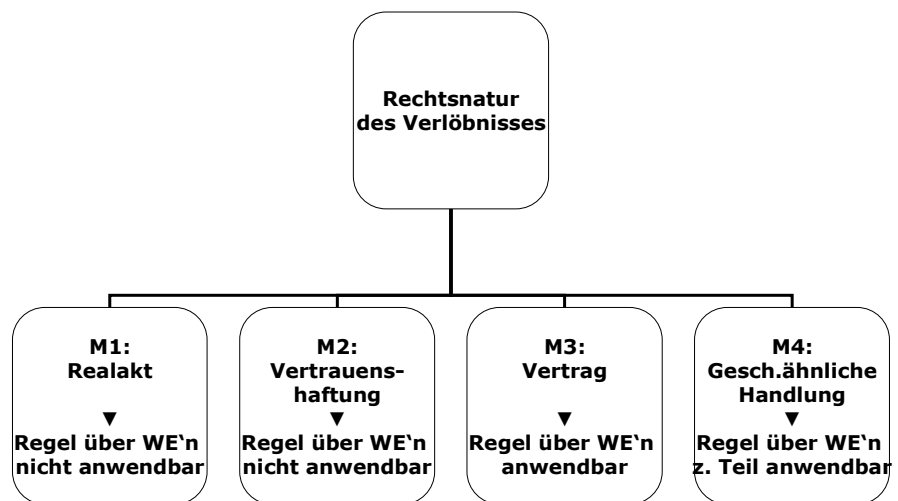 Rechtsnatur
des Verlöbnisses
M1:
Realakt
▼
Regel über WE‘n
nicht anwendbar
M2:
Vertrauens-
haftung
▼
Regel über WE‘n
nicht anwendbar
M3:
Vertrag
▼
Regel über WE‘n
anwendbar
M4:
Gesch.ähnliche
Handlung
▼
Regel über WE‘n
z. Teil anwendbar